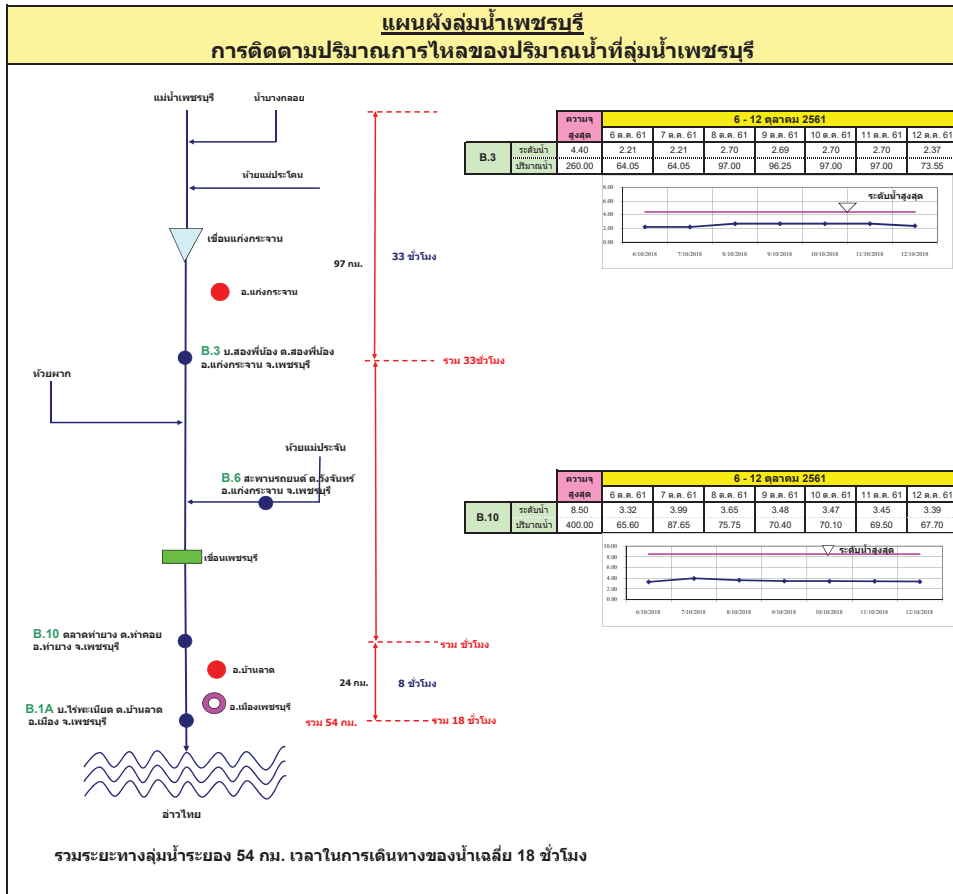 แผนผังลุ่มน้ำเพชรบุรี
การติดตามปริมาณการไหลของปริมาณน้ำที่ลุ่มน้ำเพชรบุรี
แม่น้ำเพชรบุรี น้ำบางกลอย
ห้วยแม่ประโดน
เขื่อนแก่งกระจาน
อ.แก่งกระจาน
97 กม. 33 ชั่วโมง
B.3 บ.สองพี่น้อง ต.สองพี่น้อง
อ.แก่งกระจาน จ.เพชรบุรี
รวม 33ชั่วโมง
ห้วยผาก
ห้วยแม่ประจัน
B.6 สะพานรถยนต์ ต.วังจันทร์
อ.แก่งกระจาน จ.เพชรบุรี
เขื่อนเพชรบุรี
B.10 ตลาดท่ายาง ต.ท่าคอย
อ.ท่ายาง จ.เพชรบุรี
รวม ชั่วโมง
อ.บ้านลาด
24 กม. 8 ชั่วโมง
อ.เมืองเพชรบุรี
B.1A บ.ไร่พะเนียด ต.บ้านลาด
อ.เมือง จ.เพชรบุรี
รวม 54 กม. รวม 18 ชั่วโมง
อ่าวไทย
รวมระยะทางลุ่มน้ำระยอง 54 กม. เวลาในการเดินทางของน้ำเฉลี่ย 18 ชั่วโมง
ความจุ 6 - 12 ตุลาคม 2561
สูงสุด 6 ต.ค. 61 7 ต.ค. 61 8 ต.ค. 61 9 ต.ค. 61 10 ต.ค. 61 11 ต.ค. 61 12 ต.ค. 61
B.3 ระดับน้ำ 4.40 2.21 2.21 2.70 2.69 2.70 2.70 2.37
ปริมาณน้ำ 260.00 64.05 64.05 97.00 96.25 97.00 97.00 73.55
ระดับน้ำสูงสุด
8.00
6.00
4.00
2.00
0.00
6/10/2018 7/10/2018 8/10/2018 9/10/2018 10/10/2018 11/10/2018 12/10/2018
ความจุ 6 - 12 ตุลาคม 2561
สูงสุด 6 ต.ค. 61 7 ต.ค. 61 8 ต.ค. 61 9 ต.ค. 61 10 ต.ค. 61 11 ต.ค. 61 12 ต.ค. 61
B.10 ระดับน้ำ 8.50 3.32 3.99 3.65 3.48 3.47 3.45 3.39
ปริมาณน้ำ 400.00 65.60 87.65 75.75 70.40 70.10 69.50 67.70
ระดับน้ำสูงสุด
10.00
8.00
6.00
4.00
2.00
0.00
6/10/2018 7/10/2018 8/10/2018 9/10/2018 10/10/2018 11/10/2018 12/10/2018